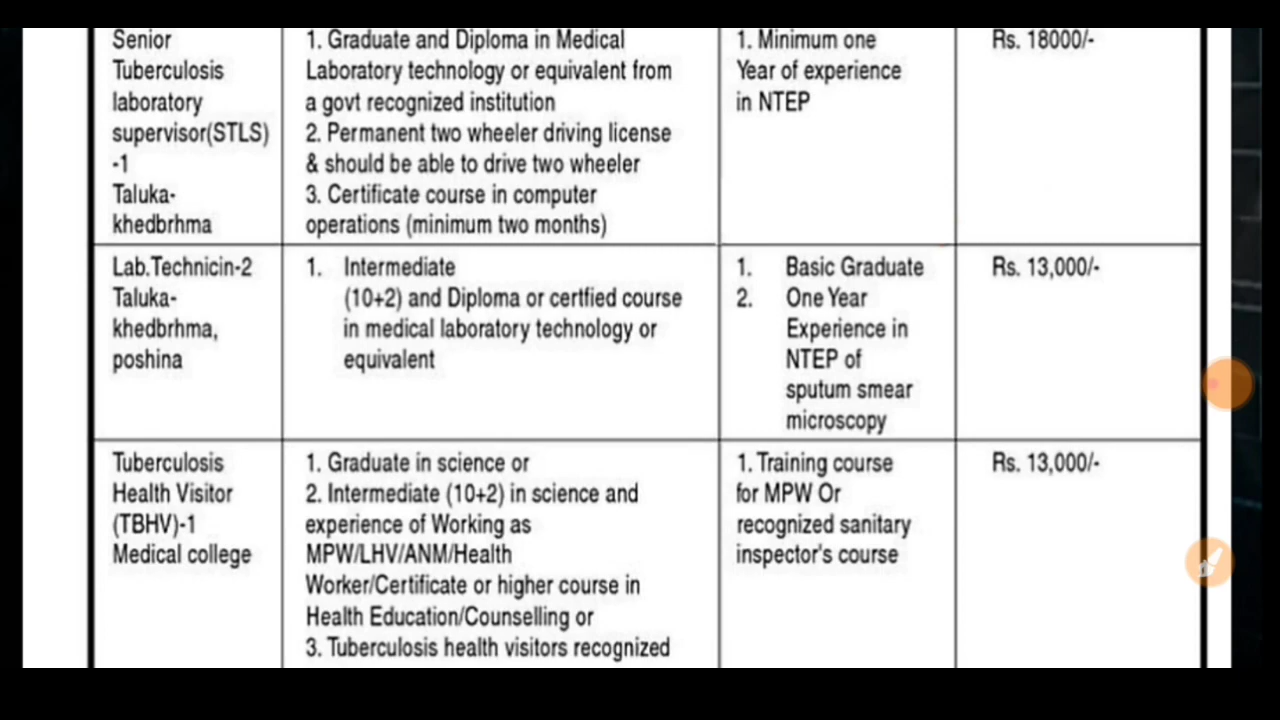 Senior
Tuberculosis
laboratory
supervisor(STLS)
-1
Taluka-
khedbrhma
1. Graduate and Diploma in Medical
Laboratory technology or equivalent from
a govt recognized institution
2. Permanent two wheeler driving license
& should be able to drive two wheeler
3. Certificate course in computer
operations (minimum two months)
1. Minimum one
Year of experience
in NTEP
Rs. 18000/-
Lab.Technicin-2
Taluka-
khedbrhma,
poshina
1. Intermediate
(10+2) and Diploma or certfied course
in medical laboratory technology or
equivalent
1. Basic Graduate
2. One Year
Experience in
NTEP of
sputum smear
microscopy
Rs. 13,000/-
Tuberculosis
Health Visitor
(TBHV)-1
Medical college
1. Graduate in science or
2. Intermediate (10+2) in science and
experience of Working as
MPW/LHV/ANM/Health
Worker/Certificate or higher course in
Health Education/Counselling or
3. Tuberculosis health visitors recognized
1. Training course
for MPW Or
recognized sanitary
inspector's course
Rs. 13,000/-